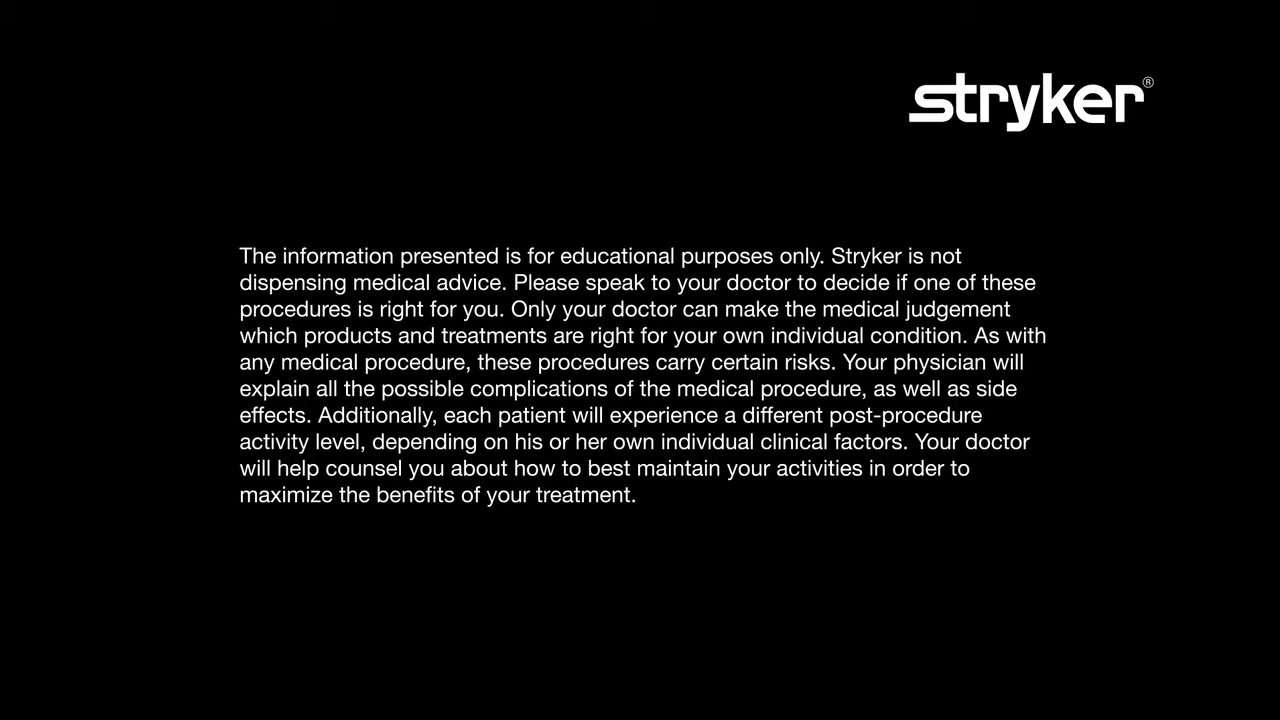 stryker®
The information presented is for educational purposes only. Stryker is not
dispensing medical advice. Please speak to your doctor to decide if one of these
procedures is right for you. Only your doctor can make the medical judgement
which products and treatments are right for your own individual condition. As with
any medical procedure, these procedures carry certain risks. Your physician will
explain all the possible complications of the medical procedure, as well as side
effects. Additionally, each patient will experience a different post-procedure
activity level, depending on his or her own individual clinical factors. Your doctor
will help counsel you about how to best maintain your activities in order to
maximize the benefits of your treatment.